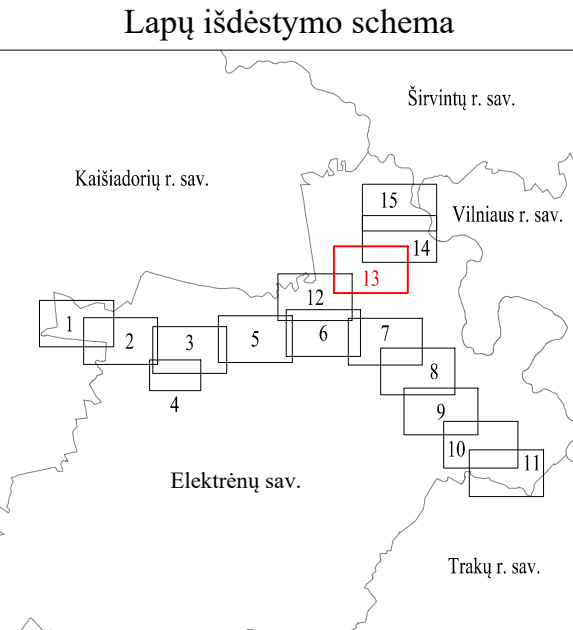 Lapų išdėstymo schema
Širvintų r. sav.
Kaišiadorių r. sav.
15
Vilniaus r. sav.
14
13
12
1
2
3
5
6
7
8
4
9
10
11
Elektrėnų sav.
Trakų r. sav.